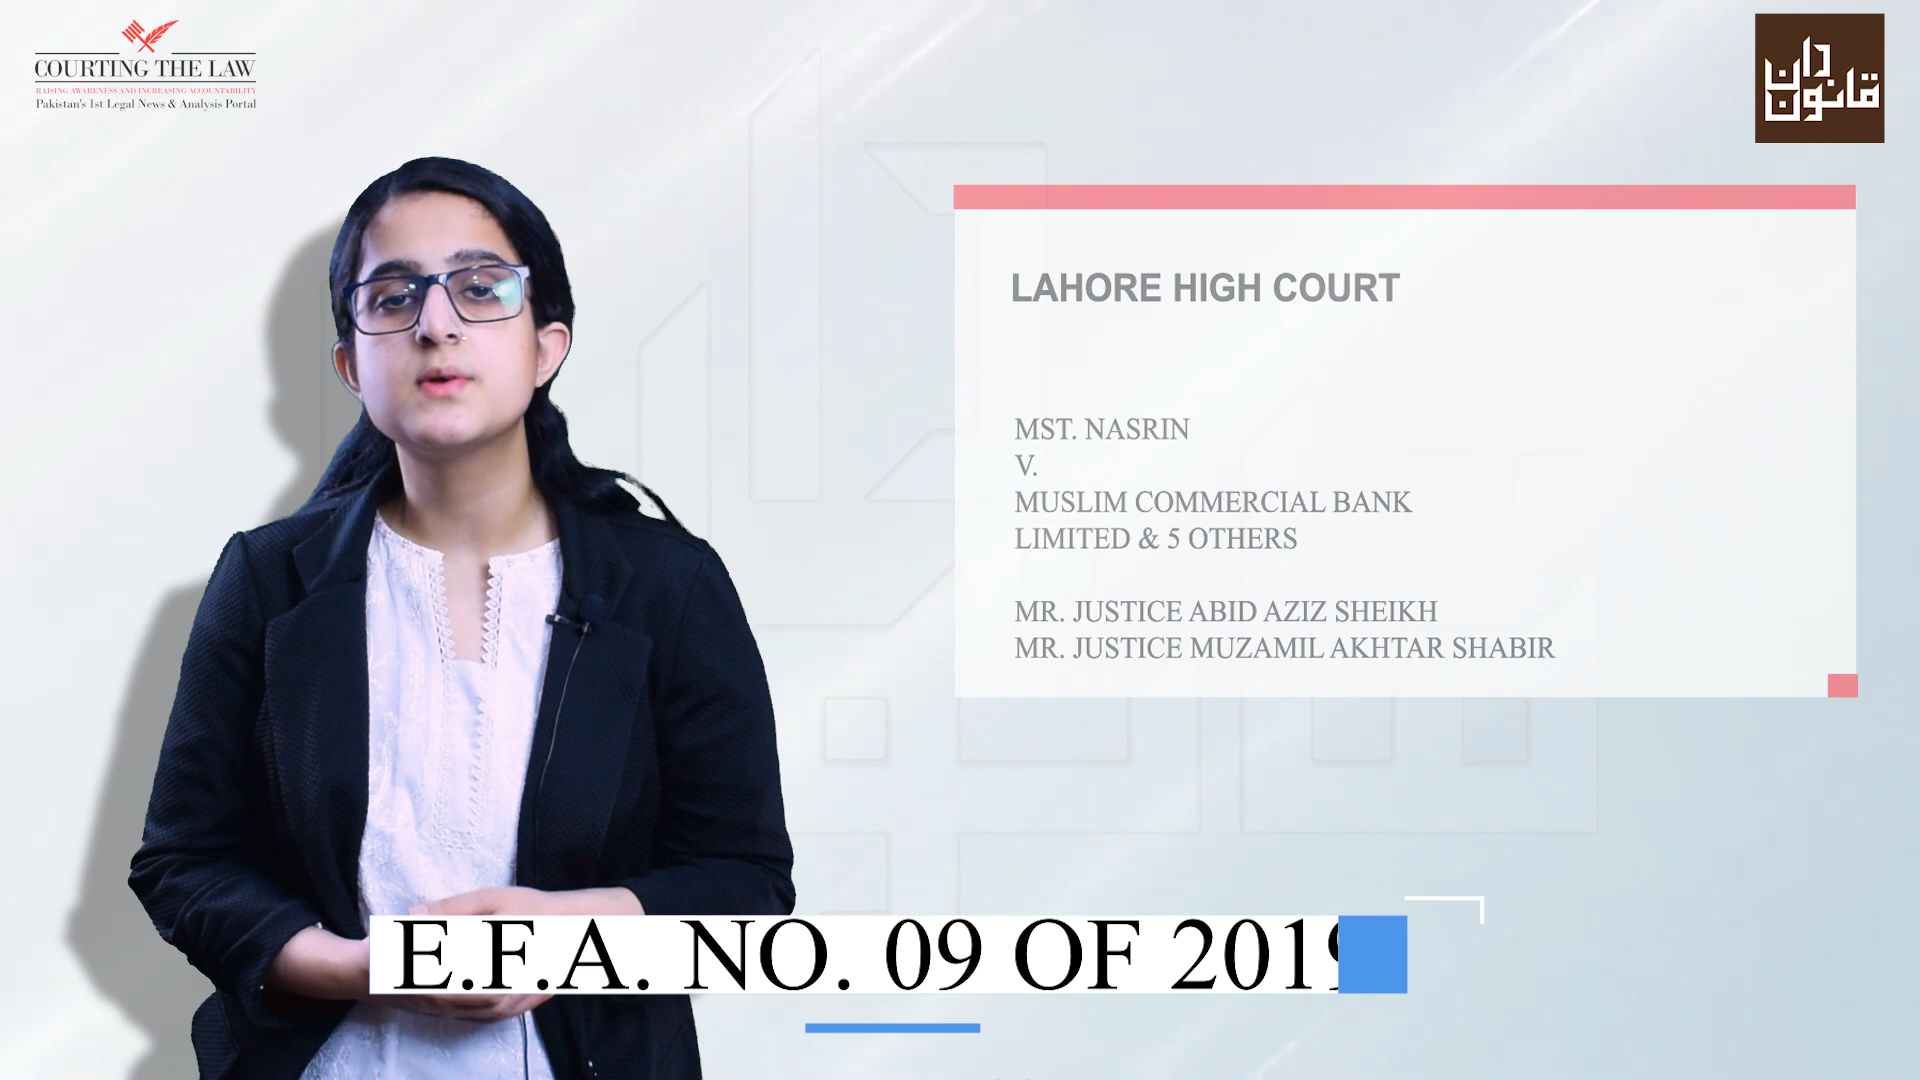 COURTING THE LAW
RAISING AWARENESS AND INCREASING ACCOUNTABILITY
Pakistan's 1st Legal News & Analysis Portal
قانون دان
LAHORE HIGH COURT
MST. NASRIN
V.
MUSLIM COMMERCIAL BANK
LIMITED & 5 OTHERS
MR. JUSTICE ABID AZIZ SHEIKH
MR. JUSTICE MUZAMIL AKHTAR SHABIR
E.F.A. NO. 09 OF 2019